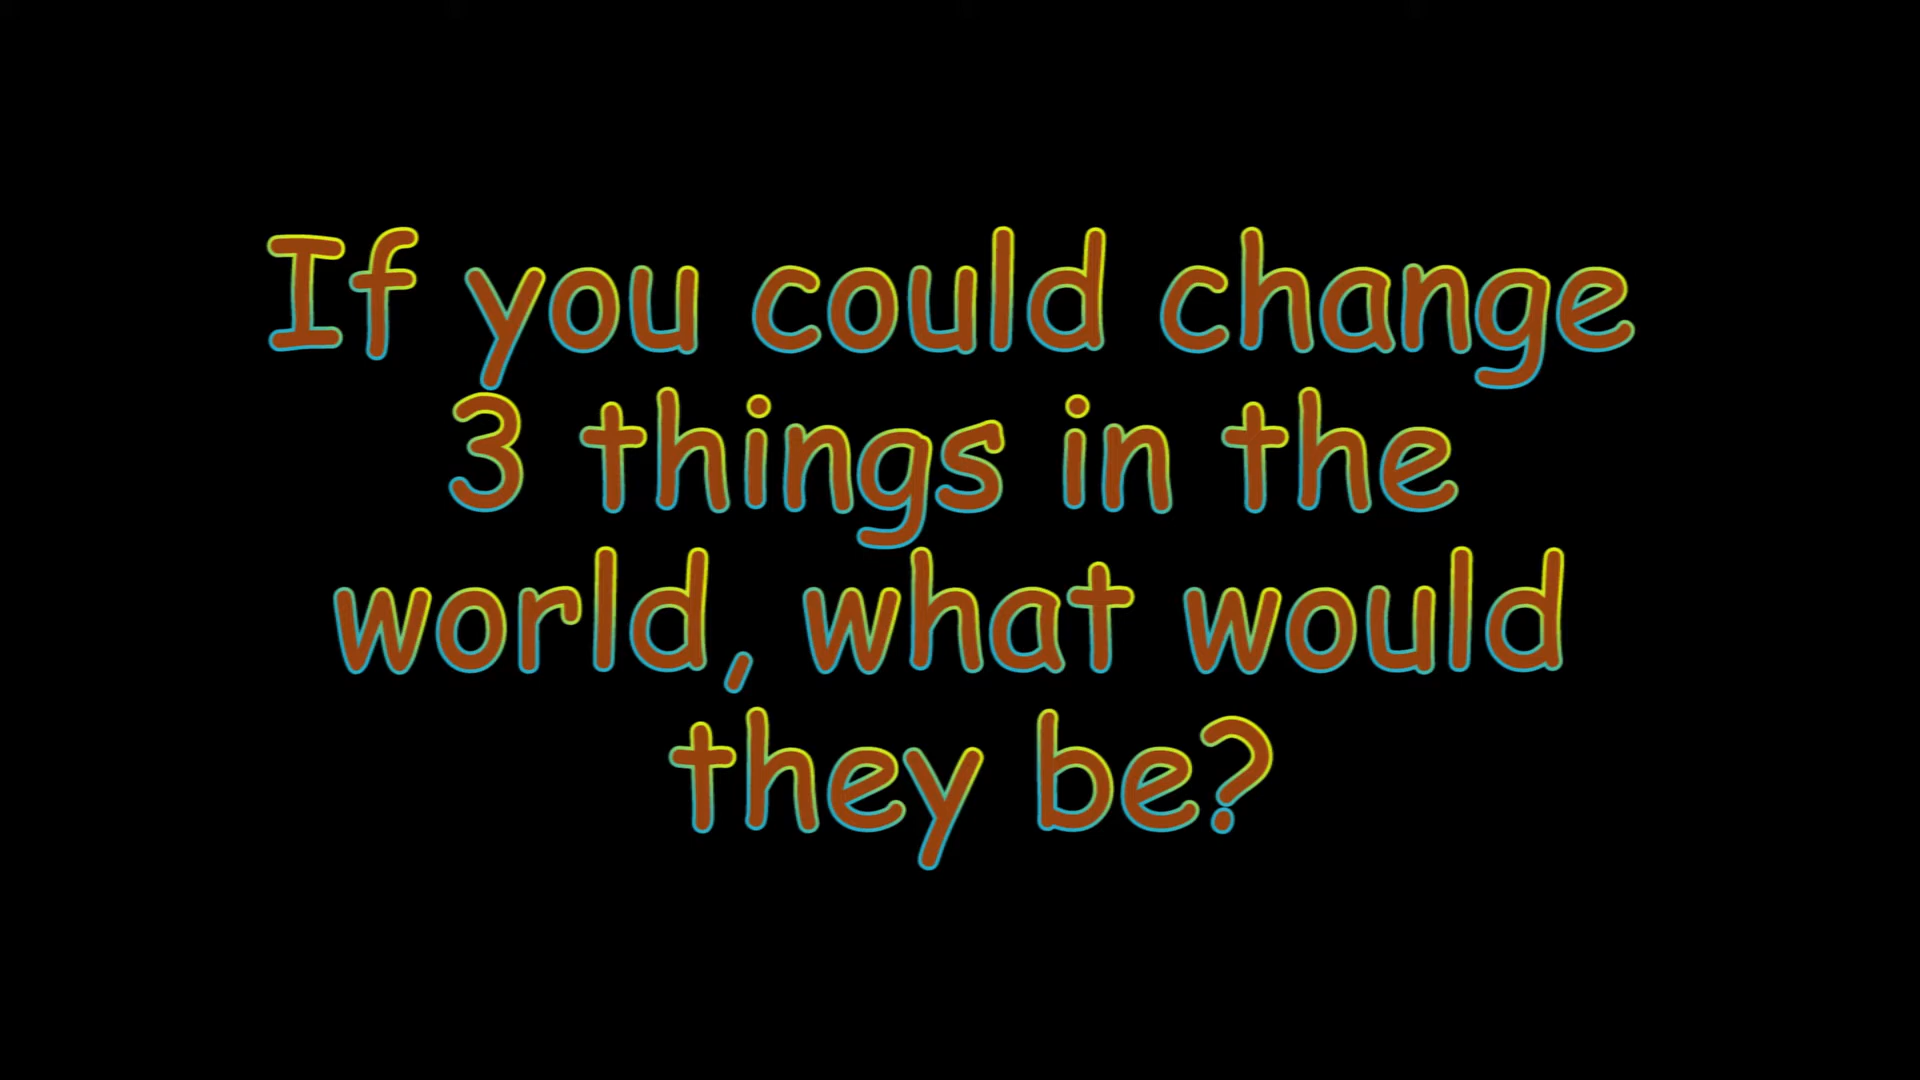 If you could change
3 things in the
world, what would
they be?